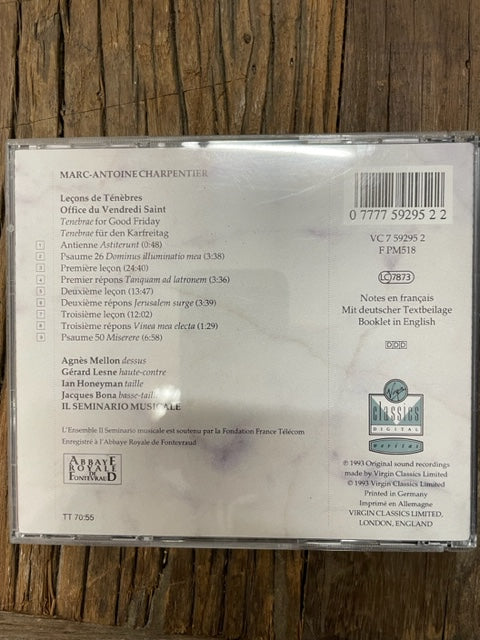 MARC-ANTOINE CHARPENTIER
Leçons de Ténèbres
Office du Vendredi Saint
Tenebrae for Good Friday
Tenebrae für den Karfreitag
1 Antienne Astiterunt (0:48)
2 Psaume 26 Dominus illuminatio mea (3:38)
3 Première leçon (24:40)
4 Premier répons Tanquam ad latronem (3:36)
5 Deuxième leçon (13:47)
6 Deuxième répons Jerusalem surge (3:39)
7 Troisième leçon (12:02)
8 Troisième répons Vinea mea electa (1:29)
9 Psaume 50 Miserere (6:58)
Agnès Mellon dessus
Gérard Lesne haute-contre
Ian Honeyman taille
Jacques Bona basse-taille
IL SEMINARIO MUSICALE
L'Ensemble Il Seminario musicale est soutenu par la Fondation France Télécom
Enregistré à l'Abbaye Royale de Fontevraud
ABBAYE
ROYALE
DE
FONTEVRAUD
TT 70:55
0 7777 59295 2 2
VC 7 59295 2
F PM518
LC 7873
Notes en français
Mit deutscher Textbeilage
Booklet in English
DDD
Virgin
classics
DIGITAL
veritas
℗ 1993 Original sound recordings
made by Virgin Classics Limited
© 1993 Virgin Classics Limited
Printed in Germany
Imprimé en Allemagne
VIRGIN CLASSICS LIMITED,
LONDON, ENGLAND